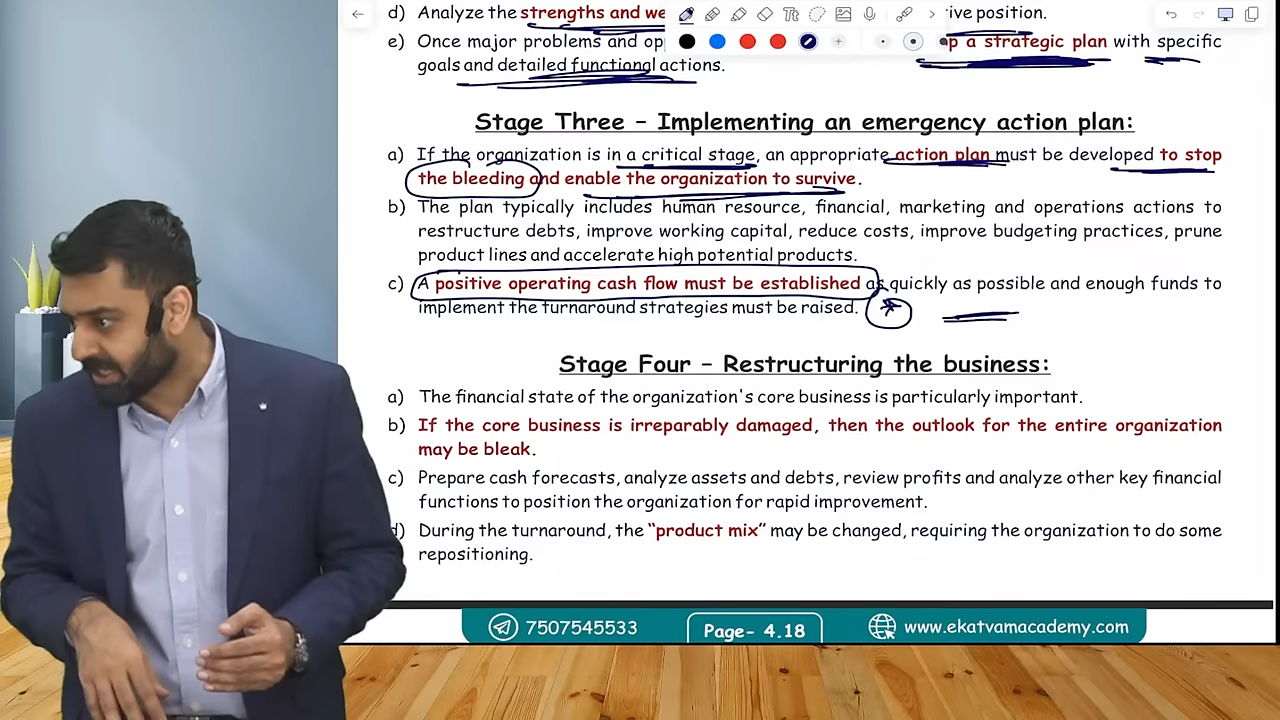 d) Analyze the strengths and we
ive position.
e) Once major problems and op
p a strategic plan with specific
goals and detailed functional actions.
Stage Three – Implementing an emergency action plan:
a) If the organization is in a critical stage, an appropriate action plan must be developed to stop
the bleeding and enable the organization to survive.
b) The plan typically includes human resource, financial, marketing and operations actions to
restructure debts, improve working capital, reduce costs, improve budgeting practices, prune
product lines and accelerate high potential products.
c) A positive operating cash flow must be established as quickly as possible and enough funds to
implement the turnaround strategies must be raised.
Stage Four – Restructuring the business:
a) The financial state of the organization's core business is particularly important.
b) If the core business is irreparably damaged, then the outlook for the entire organization
may be bleak.
c) Prepare cash forecasts, analyze assets and debts, review profits and analyze other key financial
functions to position the organization for rapid improvement.
d) During the turnaround, the “product mix” may be changed, requiring the organization to do some
repositioning.
7507545533
Page- 4.18
www.ekatvamacademy.com